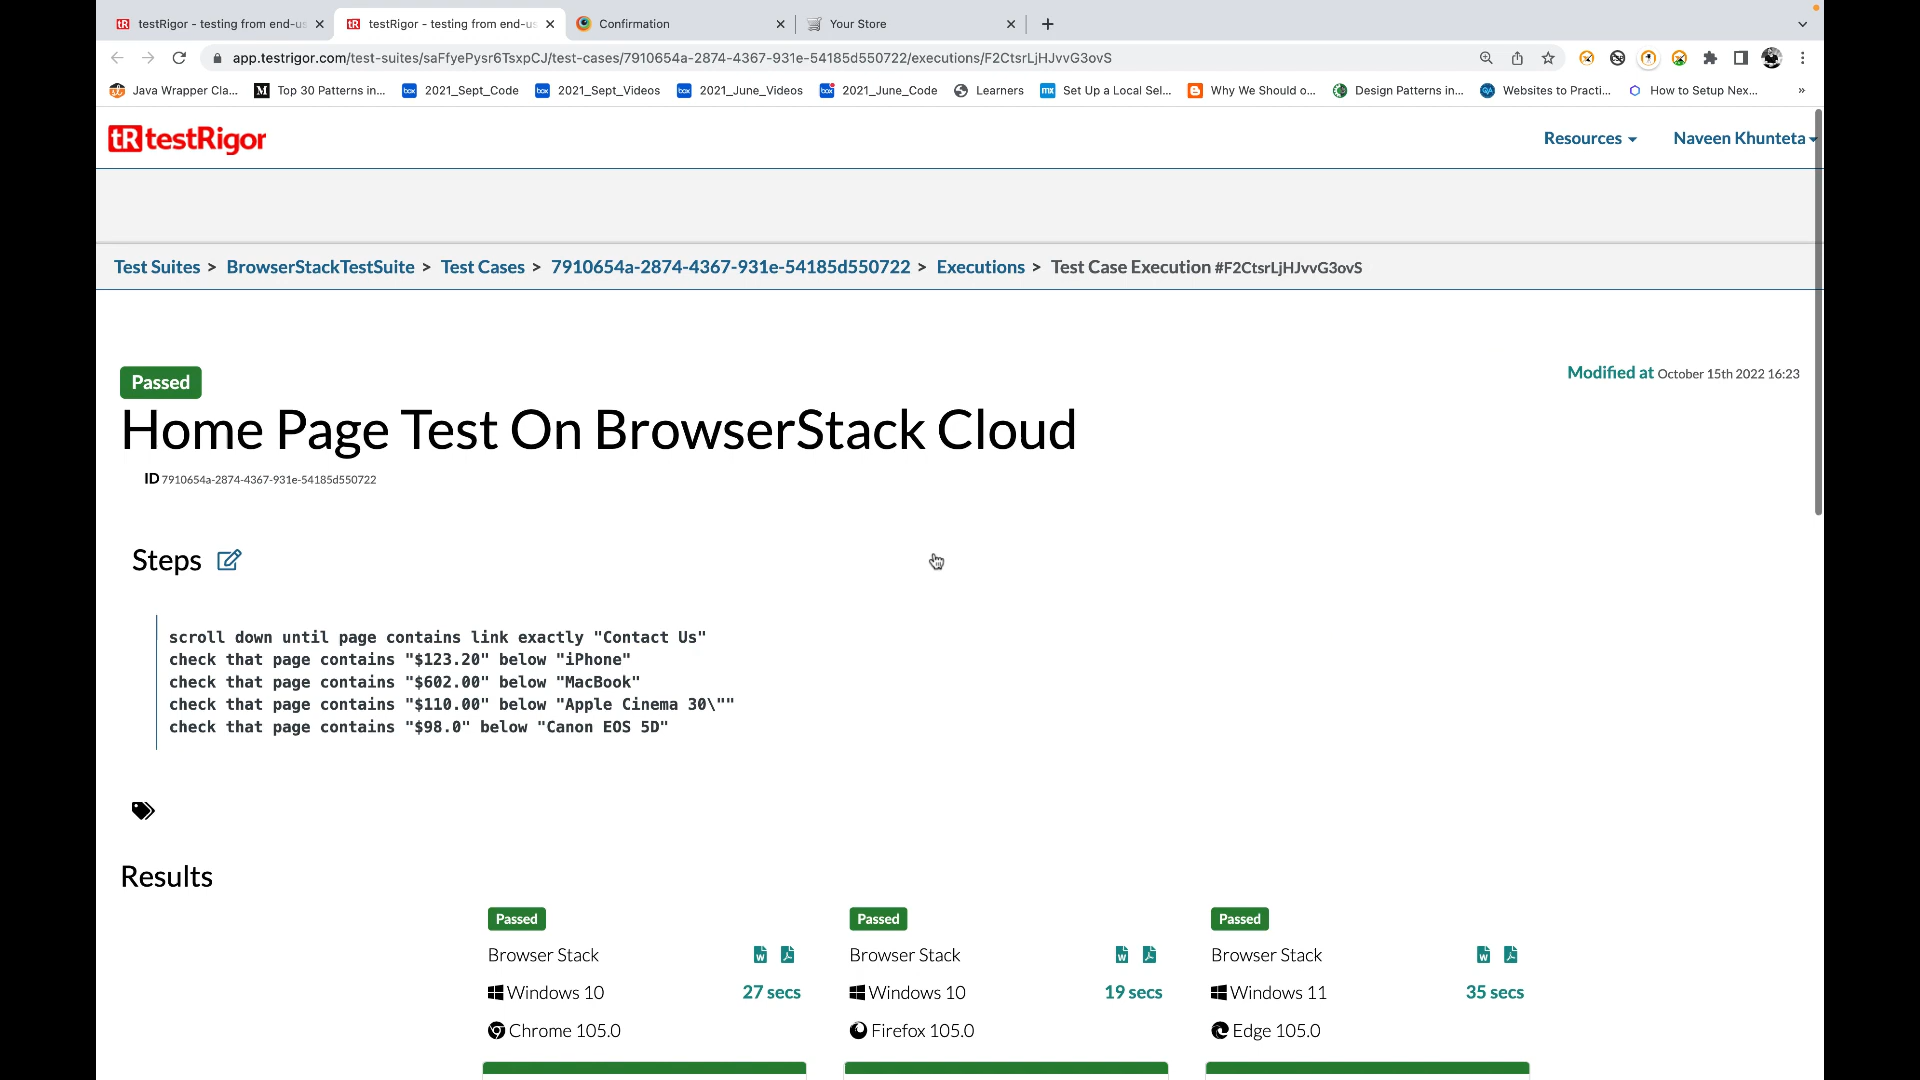 testRigor - testing from end-us
testRigor - testing from end-us
Confirmation
Your Store
app.testrigor.com/test-suites/saFfyePysr6TsxpCJ/test-cases/7910654a-2874-4367-931e-54185d550722/executions/F2CtsrLjHJvvG3ovS
Java Wrapper Cla...
Top 30 Patterns in...
2021_Sept_Code
2021_Sept_Videos
2021_June_Videos
2021_June_Code
Learners
Set Up a Local Sel...
Why We Should o...
Design Patterns in...
Websites to Practi...
How to Setup Nex...
»
tR testRigor
Resources
Naveen Khunteta
Test Suites > BrowserStackTestSuite > Test Cases > 7910654a-2874-4367-931e-54185d550722 > Executions > Test Case Execution #F2CtsrLjHJvvG3ovS
Passed
Modified at October 15th 2022 16:23
Home Page Test On BrowserStack Cloud
ID 7910654a-2874-4367-931e-54185d550722
Steps
scroll down until page contains link exactly "Contact Us"
check that page contains "$123.20" below "iPhone"
check that page contains "$602.00" below "MacBook"
check that page contains "$110.00" below "Apple Cinema 30\""
check that page contains "$98.0" below "Canon EOS 5D"
Results
Passed
Browser Stack
Windows 10
27 secs
Chrome 105.0
Passed
Browser Stack
Windows 10
19 secs
Firefox 105.0
Passed
Browser Stack
Windows 11
35 secs
Edge 105.0